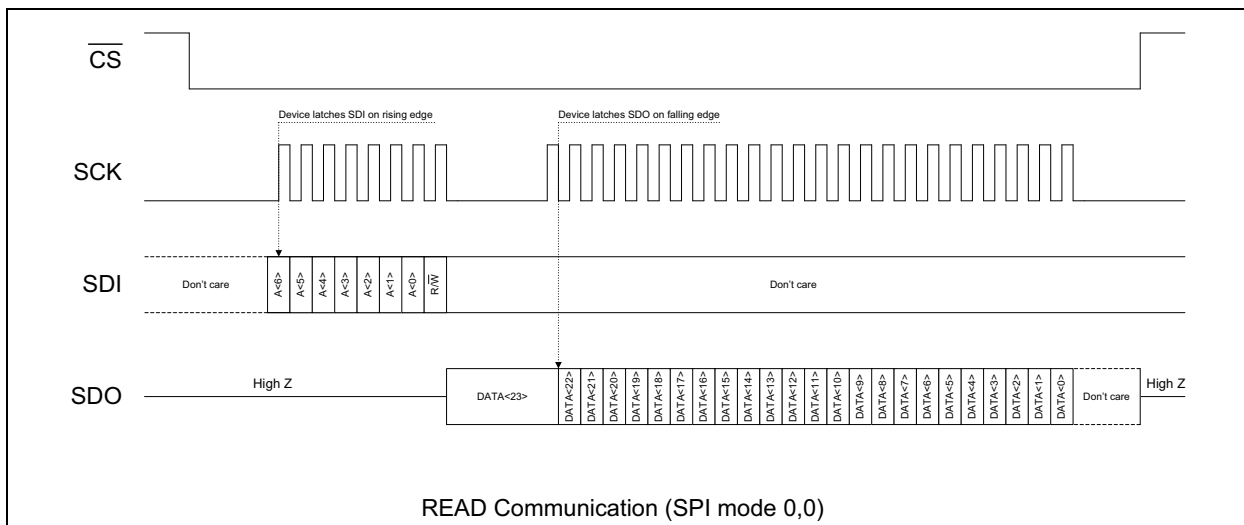 CS
Device latches SDI on rising edge
Device latches SDO on falling edge
SCK
SDI
Don't care
A<6>
A<5>
A<4>
A<3>
A<2>
A<1>
A<0>
R/W
Don't care
SDO
High Z
DATA<23>
DATA<22>
DATA<21>
DATA<20>
DATA<19>
DATA<18>
DATA<17>
DATA<16>
DATA<15>
DATA<14>
DATA<13>
DATA<12>
DATA<11>
DATA<10>
DATA<9>
DATA<8>
DATA<7>
DATA<6>
DATA<5>
DATA<4>
DATA<3>
DATA<2>
DATA<1>
DATA<0>
Don't care
High Z
READ Communication (SPI mode 0,0)